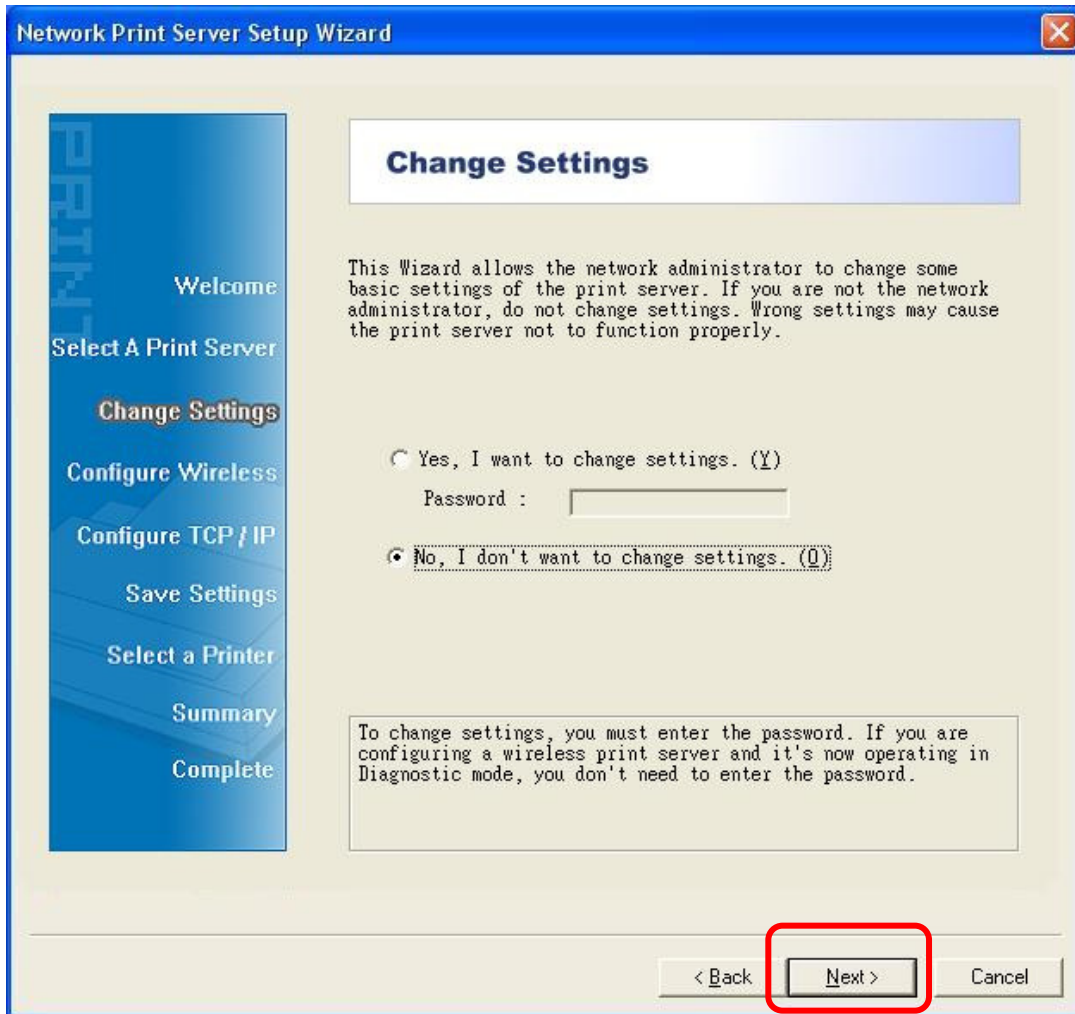 Network Print Server Setup Wizard
PRINT
Welcome
Select A Print Server
Change Settings
Configure Wireless
Configure TCP / IP
Save Settings
Select a Printer
Summary
Complete
Change Settings
This Wizard allows the network administrator to change some
basic settings of the print server. If you are not the network
administrator, do not change settings. Wrong settings may cause
the print server not to function properly.
Yes, I want to change settings. (Y)
Password :
No, I don't want to change settings. (O)
To change settings, you must enter the password. If you are
configuring a wireless print server and it's now operating in
Diagnostic mode, you don't need to enter the password.
< Back
Next >
Cancel